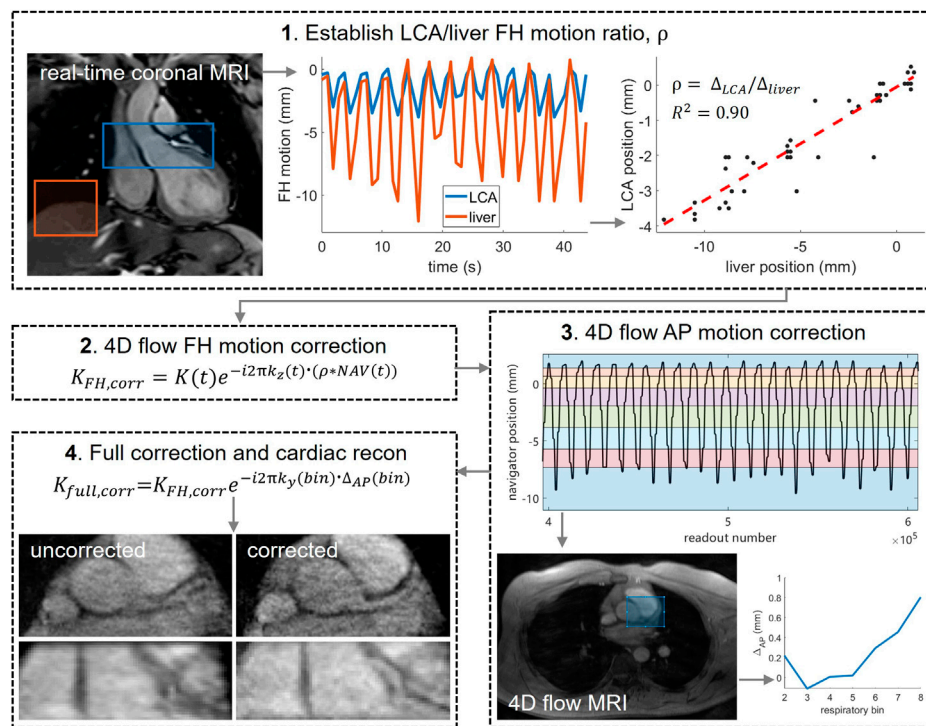 1. Establish LCA/liver FH motion ratio, ρ
real-time coronal MRI
FH motion (mm)
0
-5
-10
LCA
liver
0 10 20 30 40
time (s)
LCA position (mm)
0
-1
-2
-3
-4
ρ = Δ_LCA/Δ_liver
R² = 0.90
-10 -5 0
liver position (mm)
2. 4D flow FH motion correction
K_FH,corr = K(t)e^−i2πk_z(t)·(ρ∗NAV(t))
3. 4D flow AP motion correction
navigator position (mm)
0
-5
-10
4 5 6
readout number
×10⁵
4D flow MRI
Δ_AP (mm)
1
0.8
0.6
0.4
0.2
0
2 3 4 5 6 7 8
respiratory bin
4. Full correction and cardiac recon
K_full,corr=K_FH,corr e^−i2πk_y(bin)·Δ_AP(bin)
uncorrected
corrected